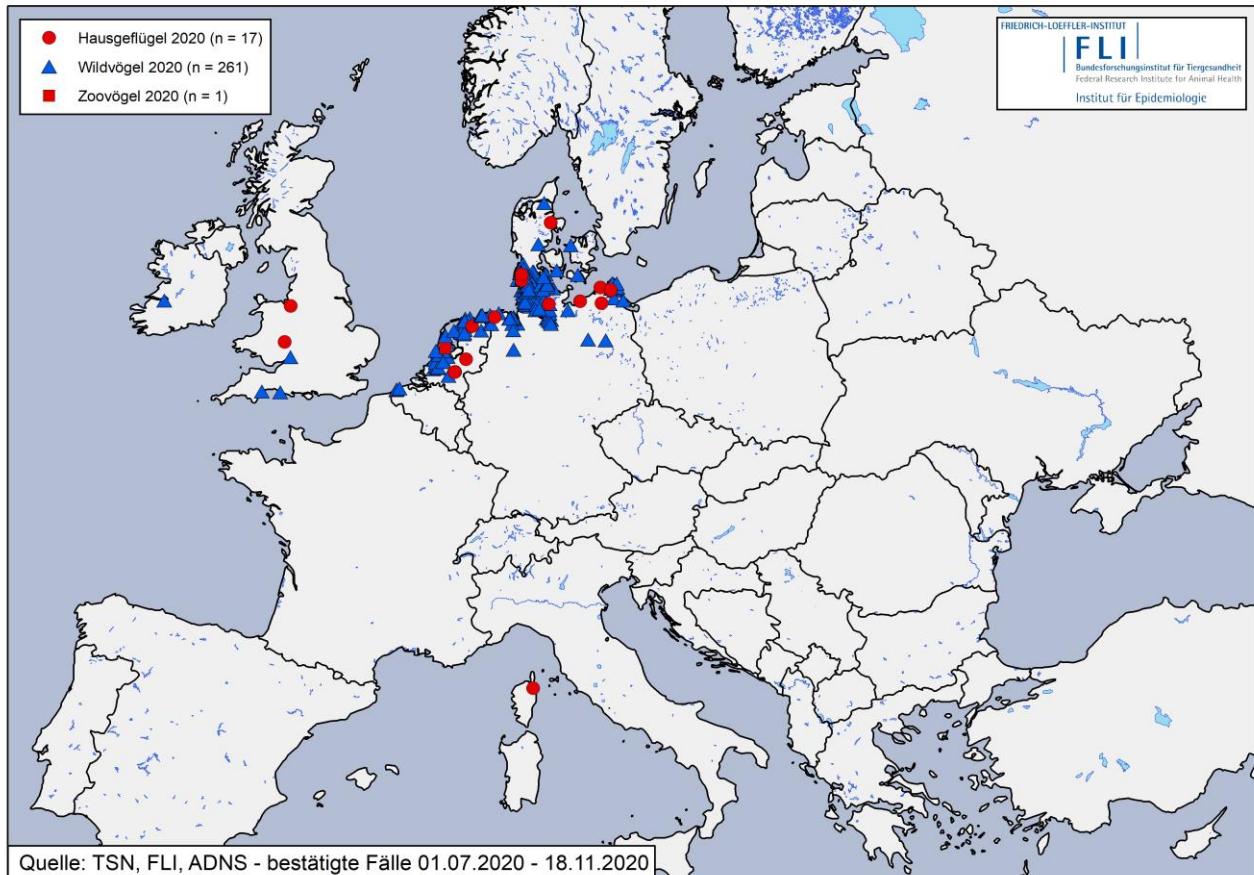 Hausgeflügel 2020 (n = 17)
Wildvögel 2020 (n = 261)
Zoovögel 2020 (n = 1)
FRIEDRICH-LOEFFLER-INSTITUT
FLI
Bundesforschungsinstitut für Tiergesundheit
Federal Research Institute for Animal Health
Institut für Epidemiologie
Quelle: TSN, FLI, ADNS - bestätigte Fälle 01.07.2020 - 18.11.2020